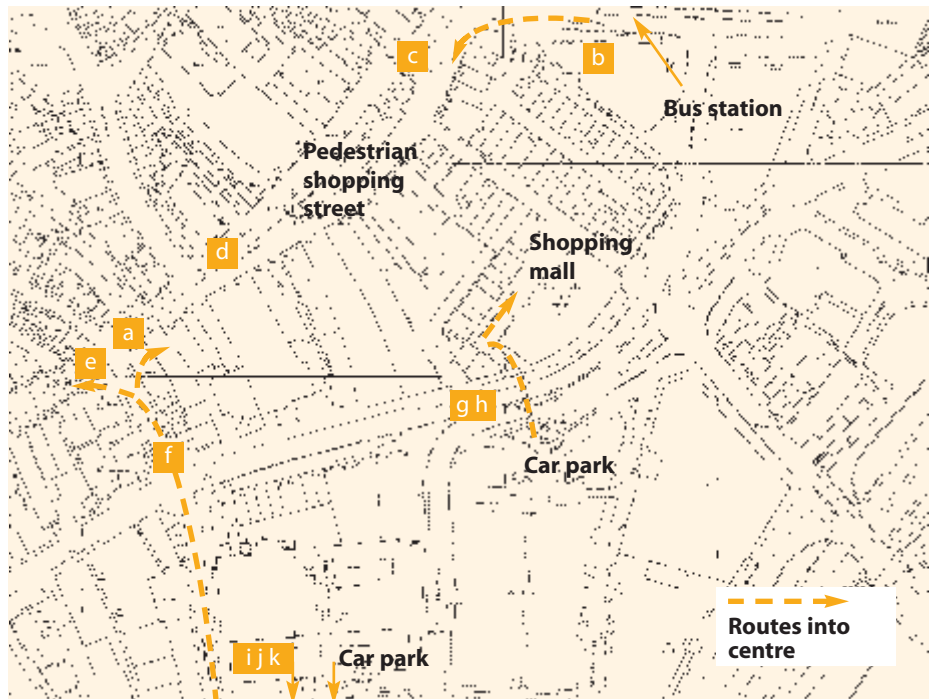 c
b
Bus station
Pedestrian
shopping
street
d
Shopping
mall
a
e
g h
f
Car park
Routes into
centre
i j k
Car park